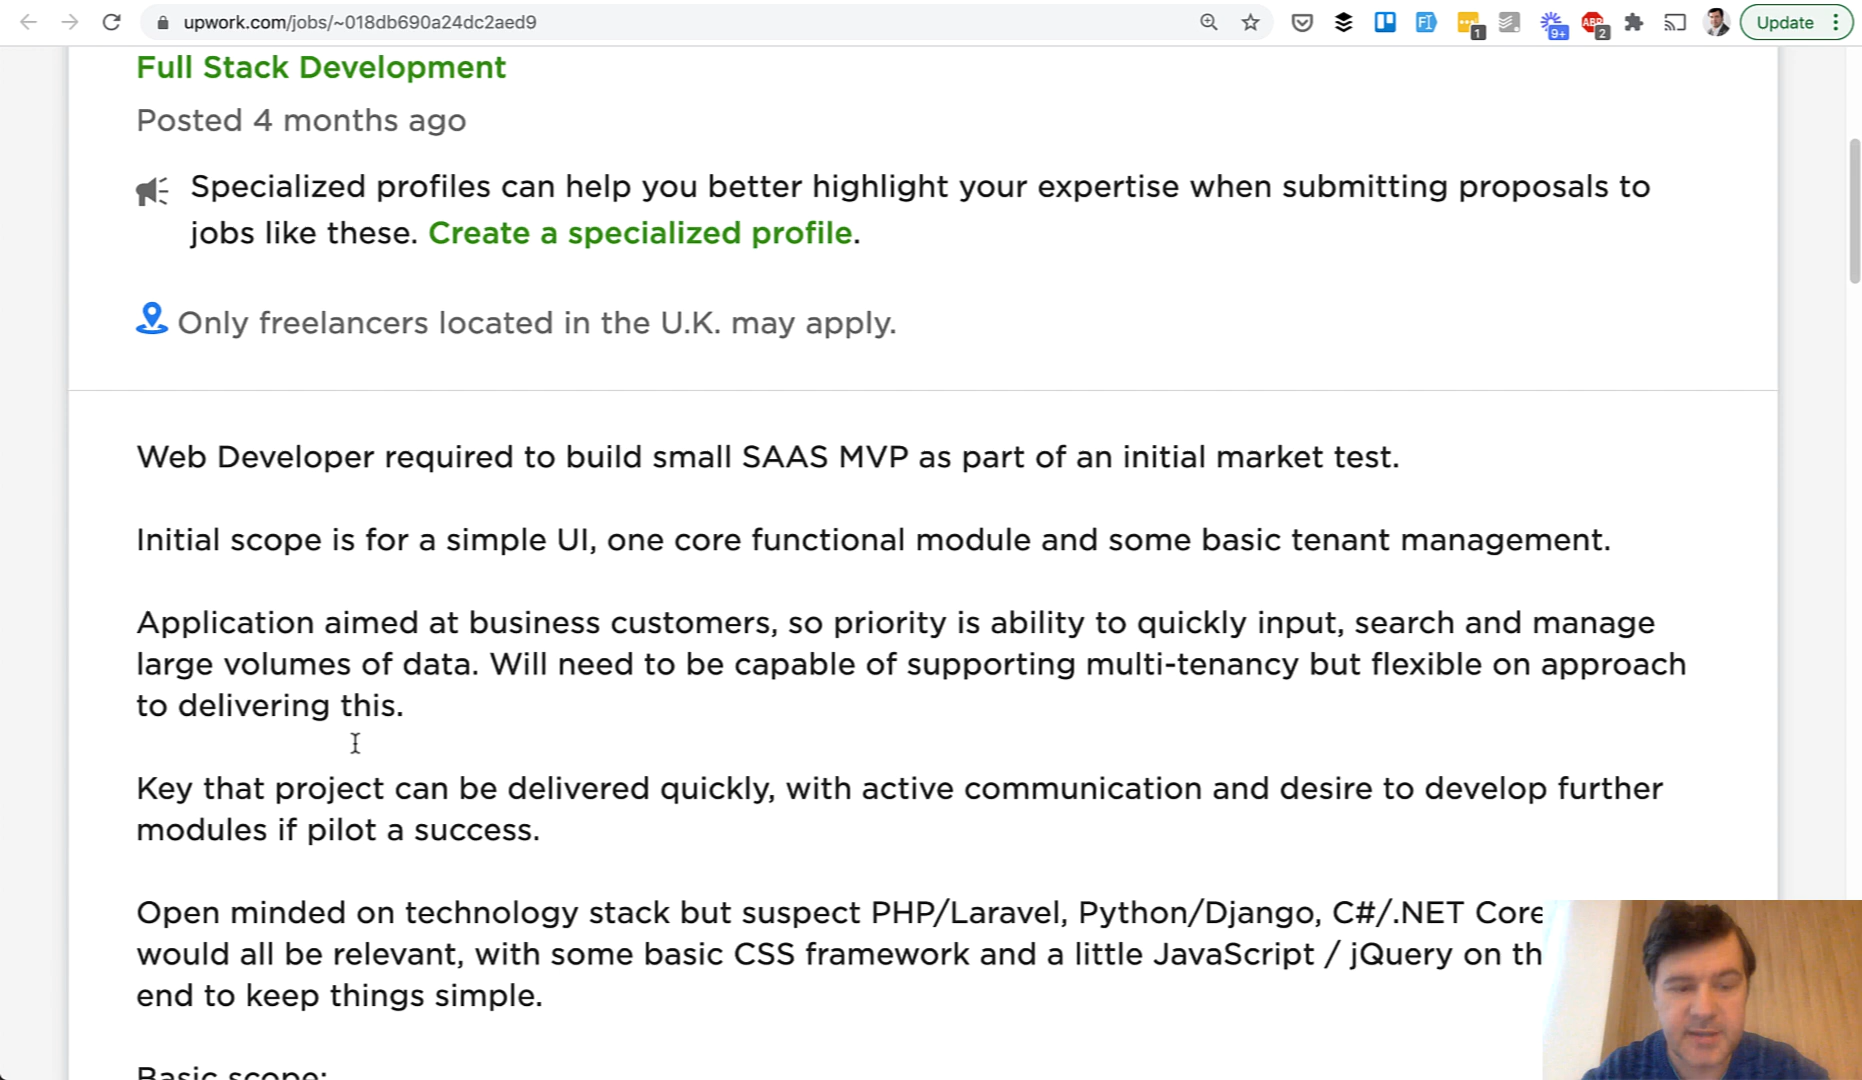 upwork.com/jobs/~018db690a24dc2aed9
1
9+
ABP
2
Update
Full Stack Development
Posted 4 months ago
Specialized profiles can help you better highlight your expertise when submitting proposals to
jobs like these. Create a specialized profile.
Only freelancers located in the U.K. may apply.
Web Developer required to build small SAAS MVP as part of an initial market test.
Initial scope is for a simple UI, one core functional module and some basic tenant management.
Application aimed at business customers, so priority is ability to quickly input, search and manage
large volumes of data. Will need to be capable of supporting multi-tenancy but flexible on approach
to delivering this.
Key that project can be delivered quickly, with active communication and desire to develop further
modules if pilot a success.
Open minded on technology stack but suspect PHP/Laravel, Python/Django, C#/.NET Core
would all be relevant, with some basic CSS framework and a little JavaScript / jQuery on th
end to keep things simple.
Basic scope: